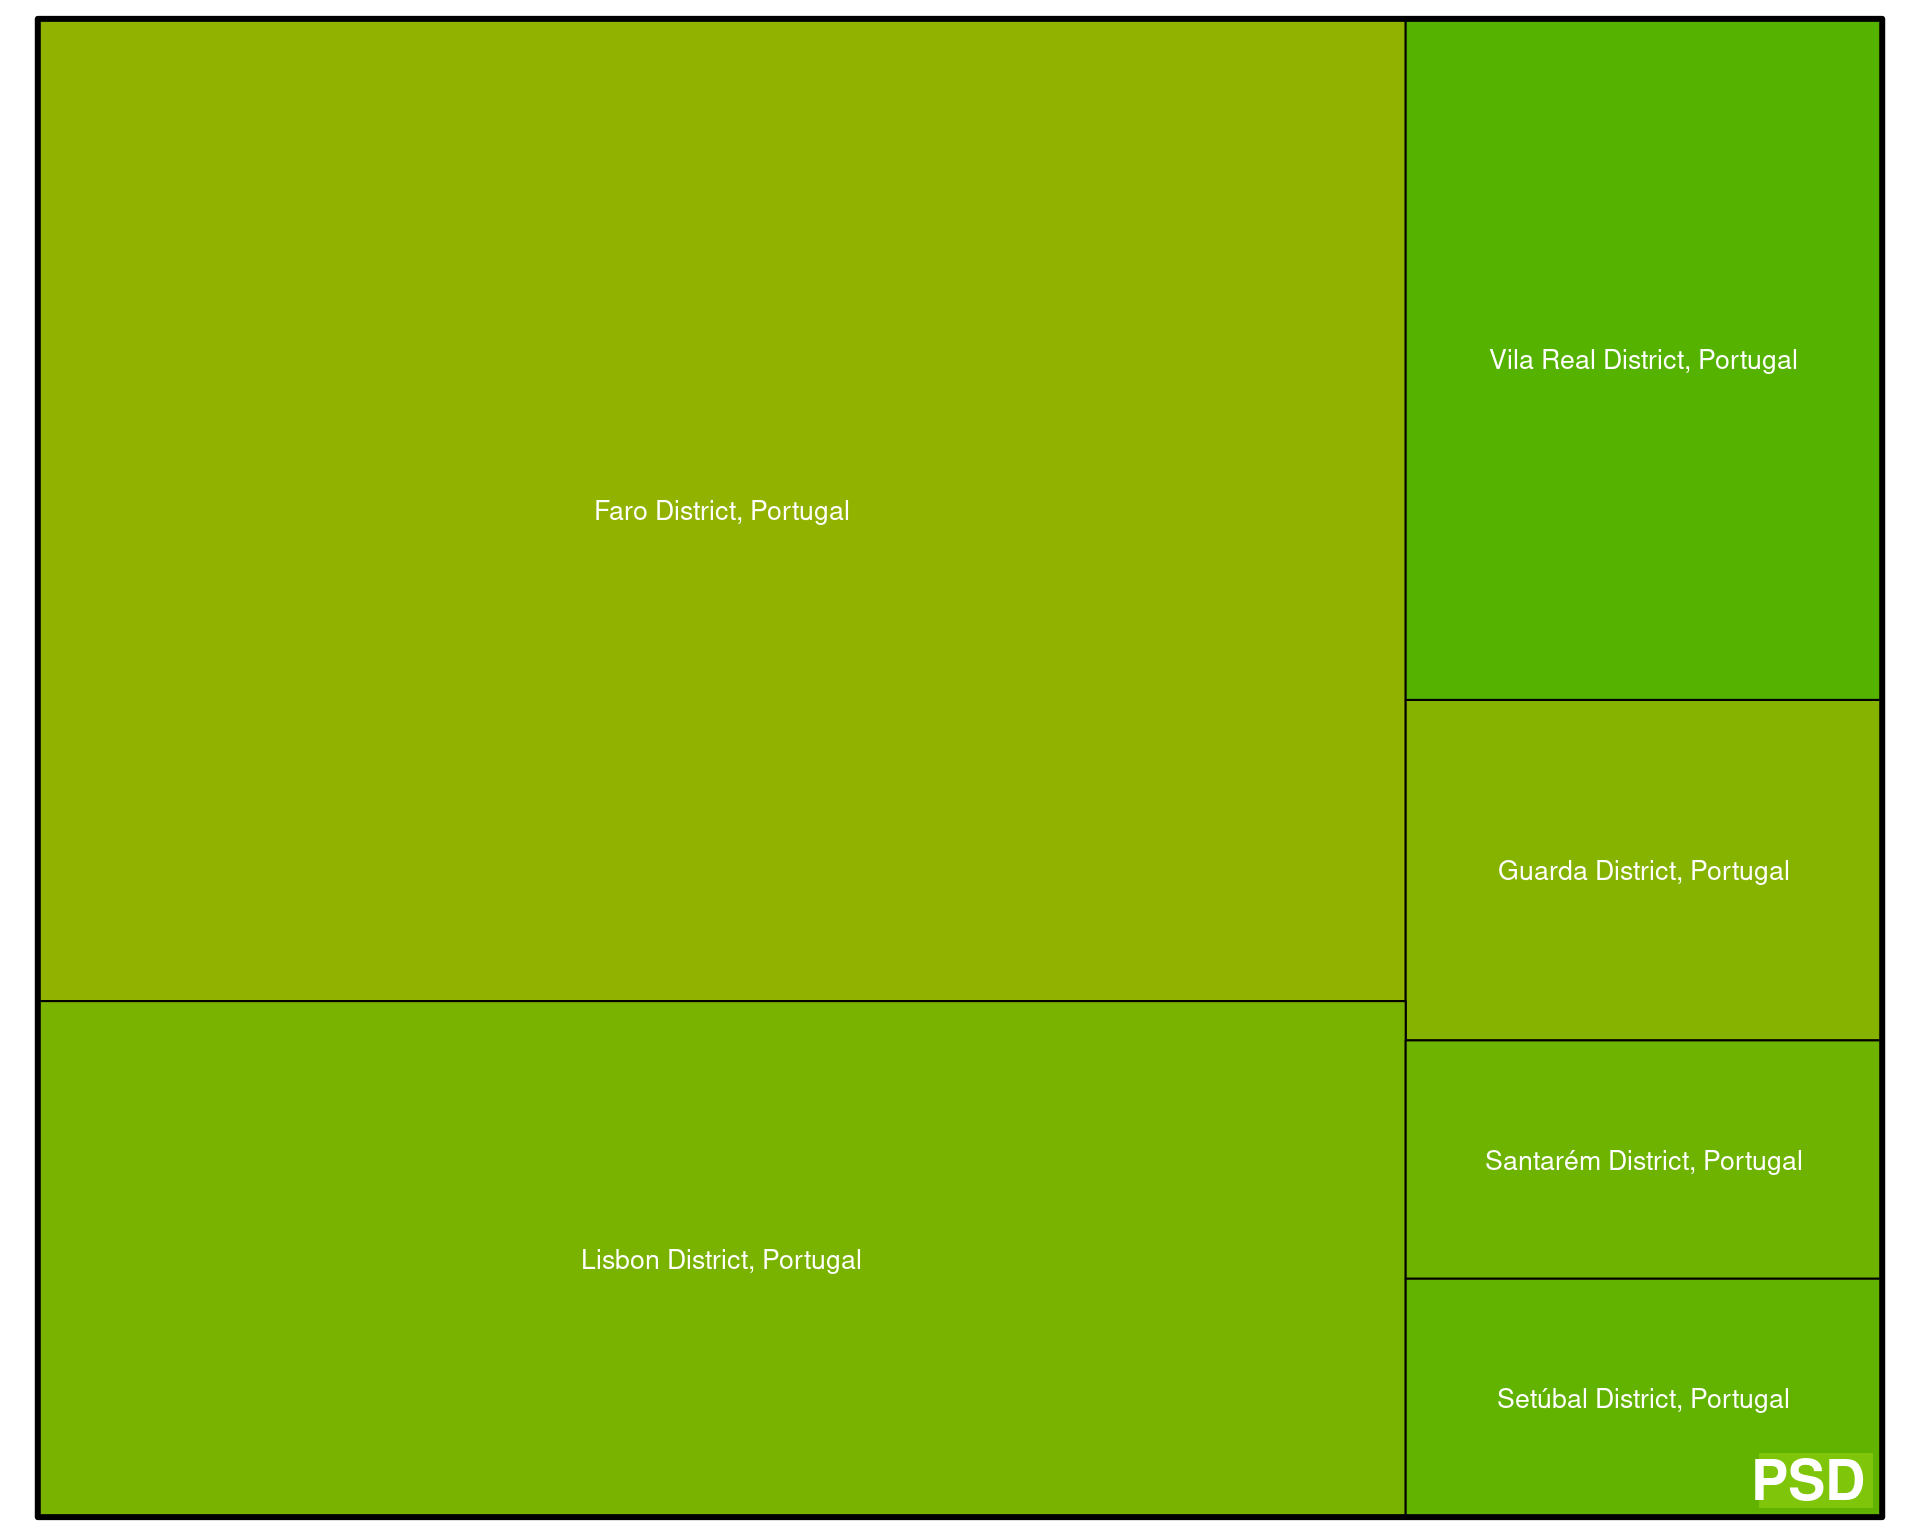 Faro District, Portugal
Lisbon District, Portugal
Vila Real District, Portugal
Guarda District, Portugal
Santarém District, Portugal
Setúbal District, Portugal
PSD